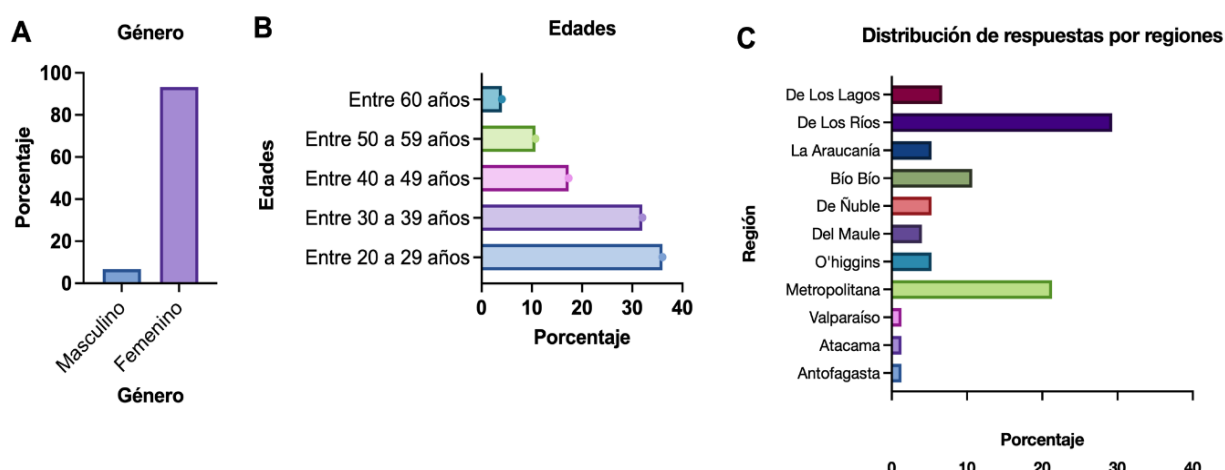 A
Género
Porcentaje
100
80
60
40
20
0
Masculino
Femenino
Género
B
Edades
Edades
Entre 60 años
Entre 50 a 59 años
Entre 40 a 49 años
Entre 30 a 39 años
Entre 20 a 29 años
0 10 20 30 40
Porcentaje
C
Distribución de respuestas por regiones
Región
De Los Lagos
De Los Ríos
La Araucanía
Bío Bío
De Ñuble
Del Maule
O'higgins
Metropolitana
Valparaíso
Atacama
Antofagasta
Porcentaje
0 10 20 30 40